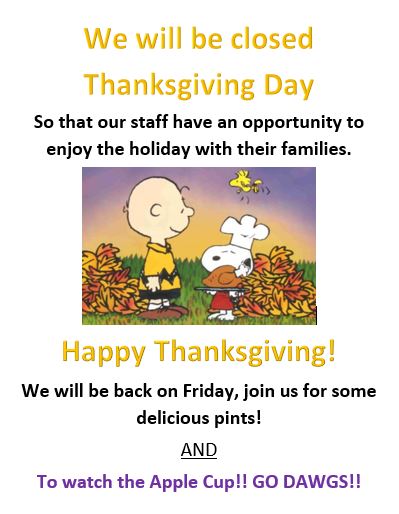 We will be closed
Thanksgiving Day
So that our staff have an opportunity to
enjoy the holiday with their families.
Happy Thanksgiving!
We will be back on Friday, join us for some
delicious pints!
AND
To watch the Apple Cup!! GO DAWGS!!